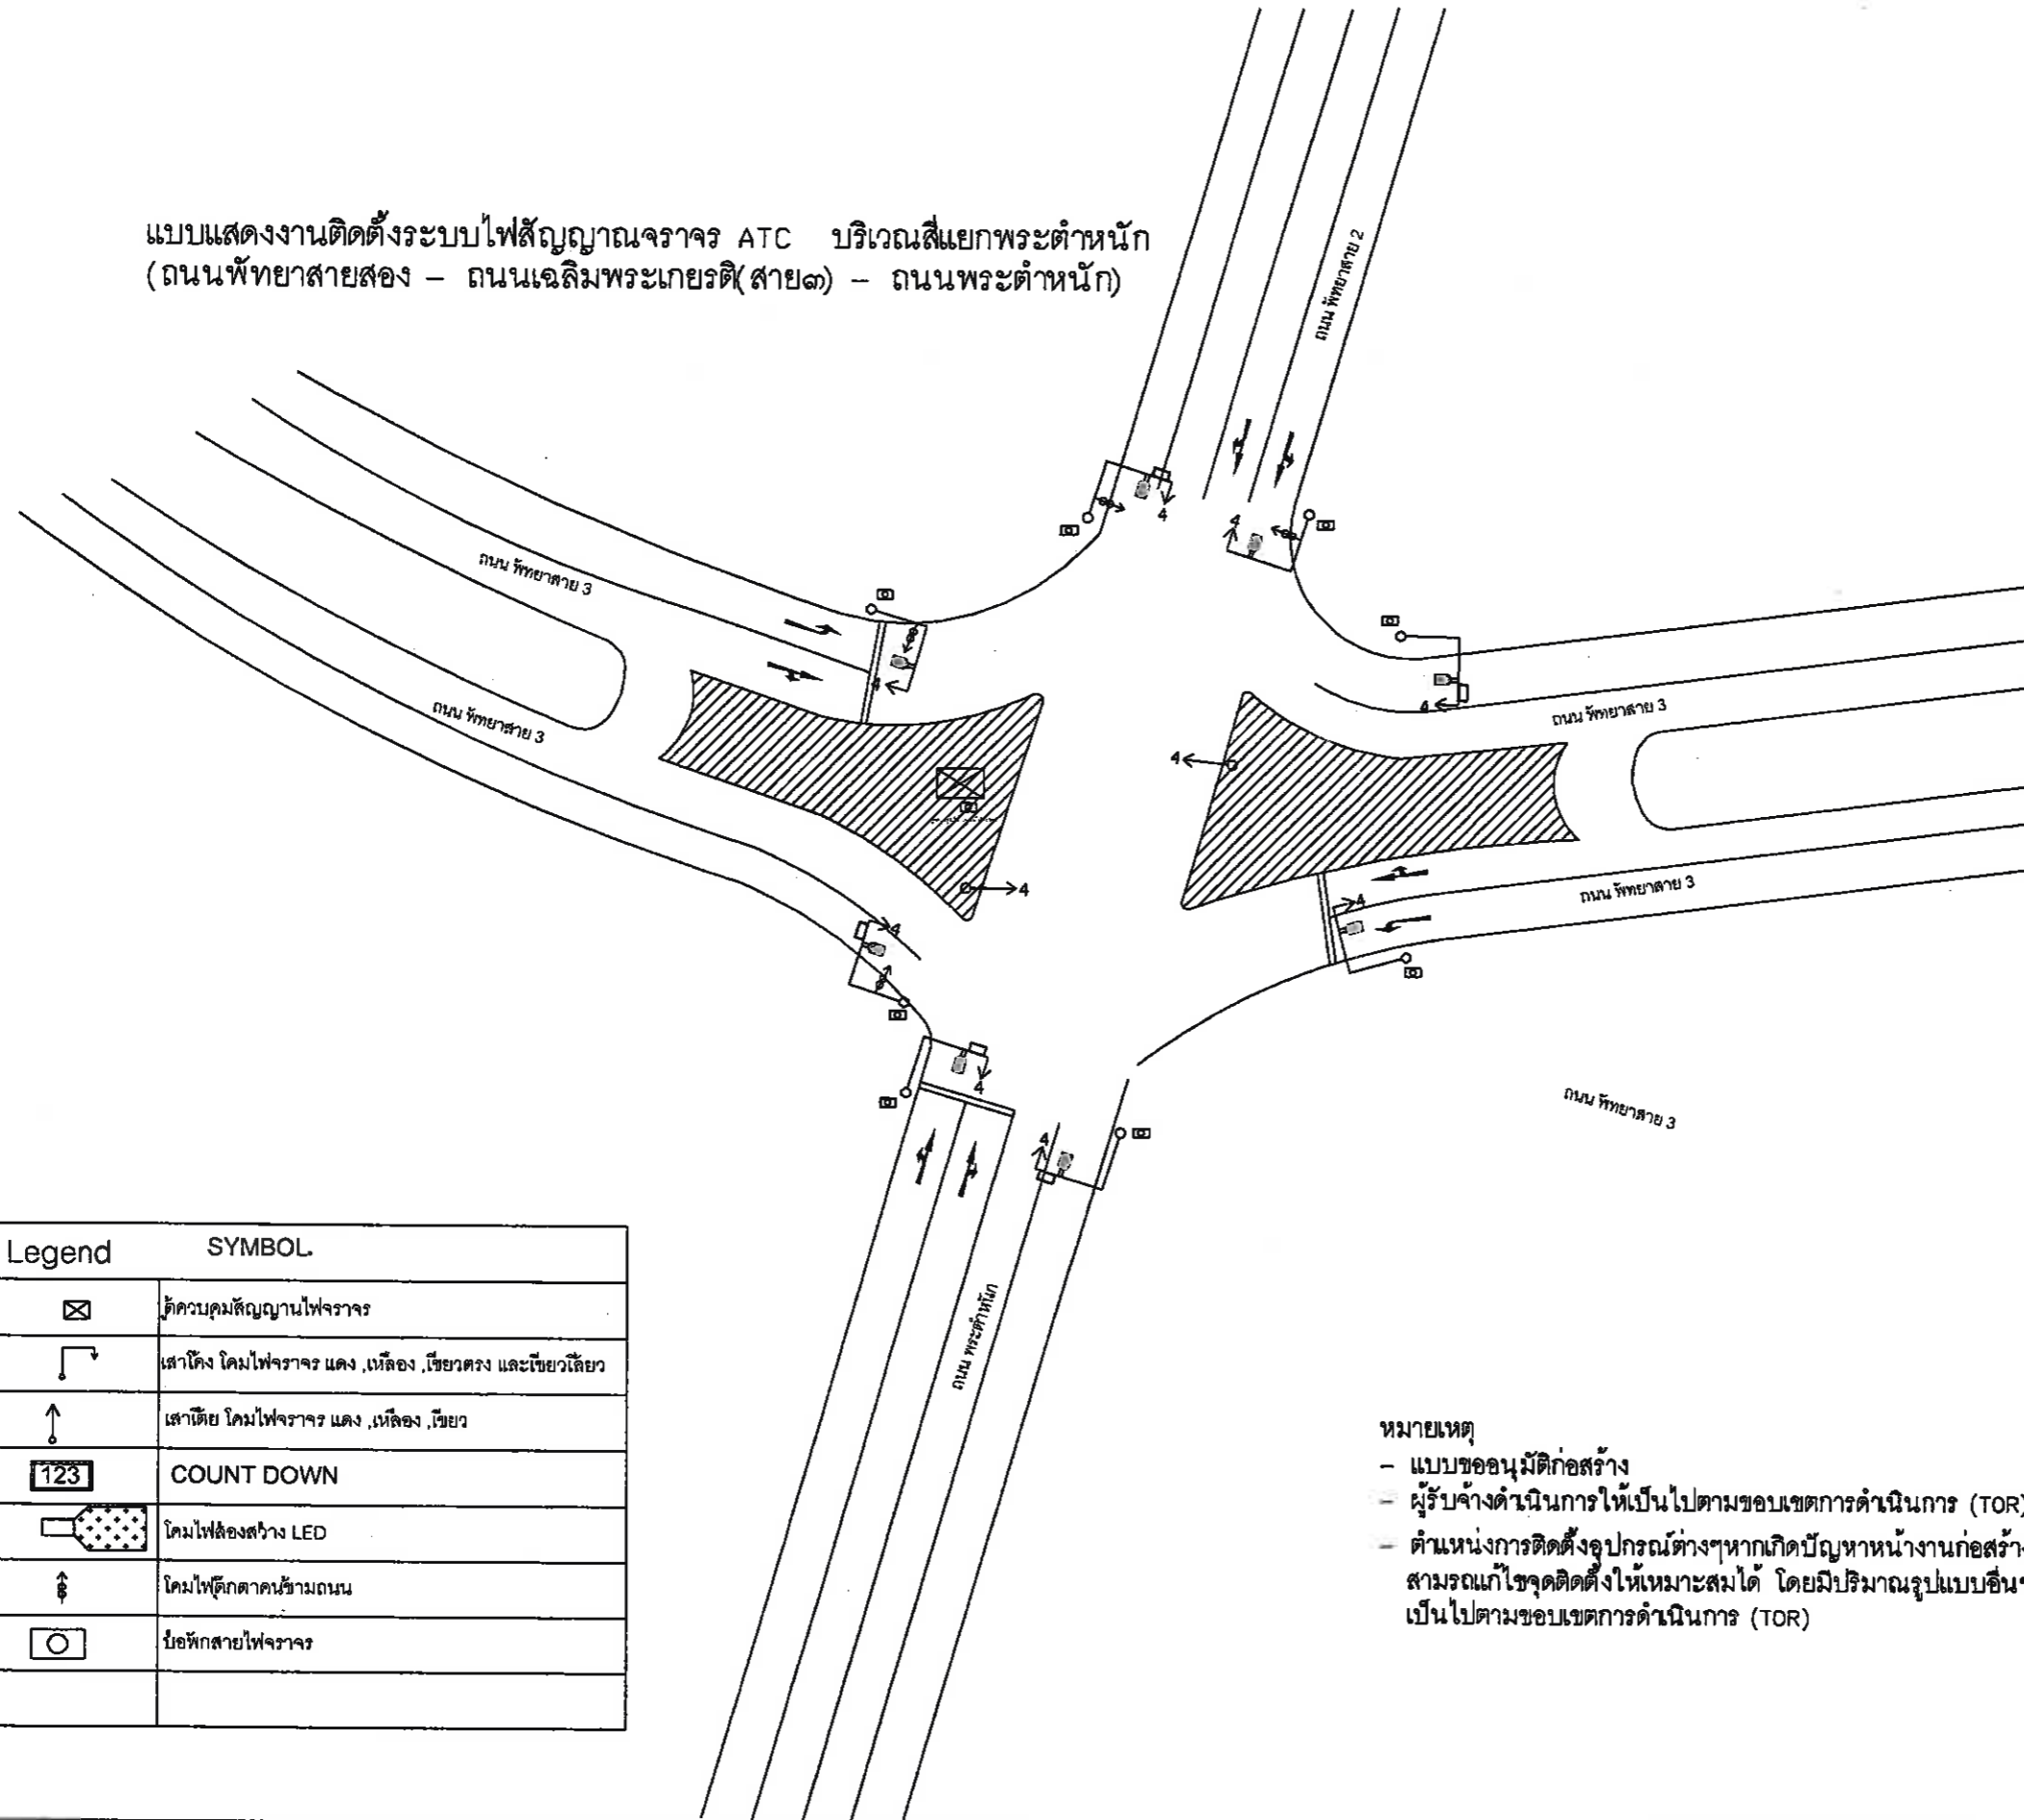 แบบแสดงงานติดตั้งระบบไฟสัญญาณจราจร ATC บริเวณสี่แยกพระตำหนัก
(ถนนพัทยาสายสอง – ถนนเฉลิมพระเกียรติ(สาย๓) – ถนนพระตำหนัก)
ถนน พัทยาสาย 2
ถนน พัทยาสาย 3
ถนน พัทยาสาย 3
ถนน พัทยาสาย 3
ถนน พัทยาสาย 3
ถนน พัทยาสาย 3
ถนน พระตำหนัก
4
4
4
4
4
4
4
4
4
4
Legend SYMBOL.
ตู้ควบคุมสัญญานไฟจราจร
เสาโค้ง โคมไฟจราจร แดง ,เหลือง ,เขียวตรง และเขียวเลี้ยว
เสาเตี้ย โคมไฟจราจร แดง ,เหลือง ,เขียว
123 COUNT DOWN
โคมไฟส่องสว่าง LED
โคมไฟตุ๊กตาคนข้ามถนน
บ่อพักสายไฟจราจร
หมายเหตุ
– แบบขออนุมัติก่อสร้าง
– ผู้รับจ้างดำเนินการให้เป็นไปตามขอบเขตการดำเนินการ (TOR)
– ตำแหน่งการติดตั้งอุปกรณ์ต่างๆหากเกิดปัญหาหน้างานก่อสร้าง
สามรถแก้ไขจุดติดตั้งให้เหมาะสมได้ โดยมีปริมาณรูปแบบอื่นๆ
เป็นไปตามขอบเขตการดำเนินการ (TOR)